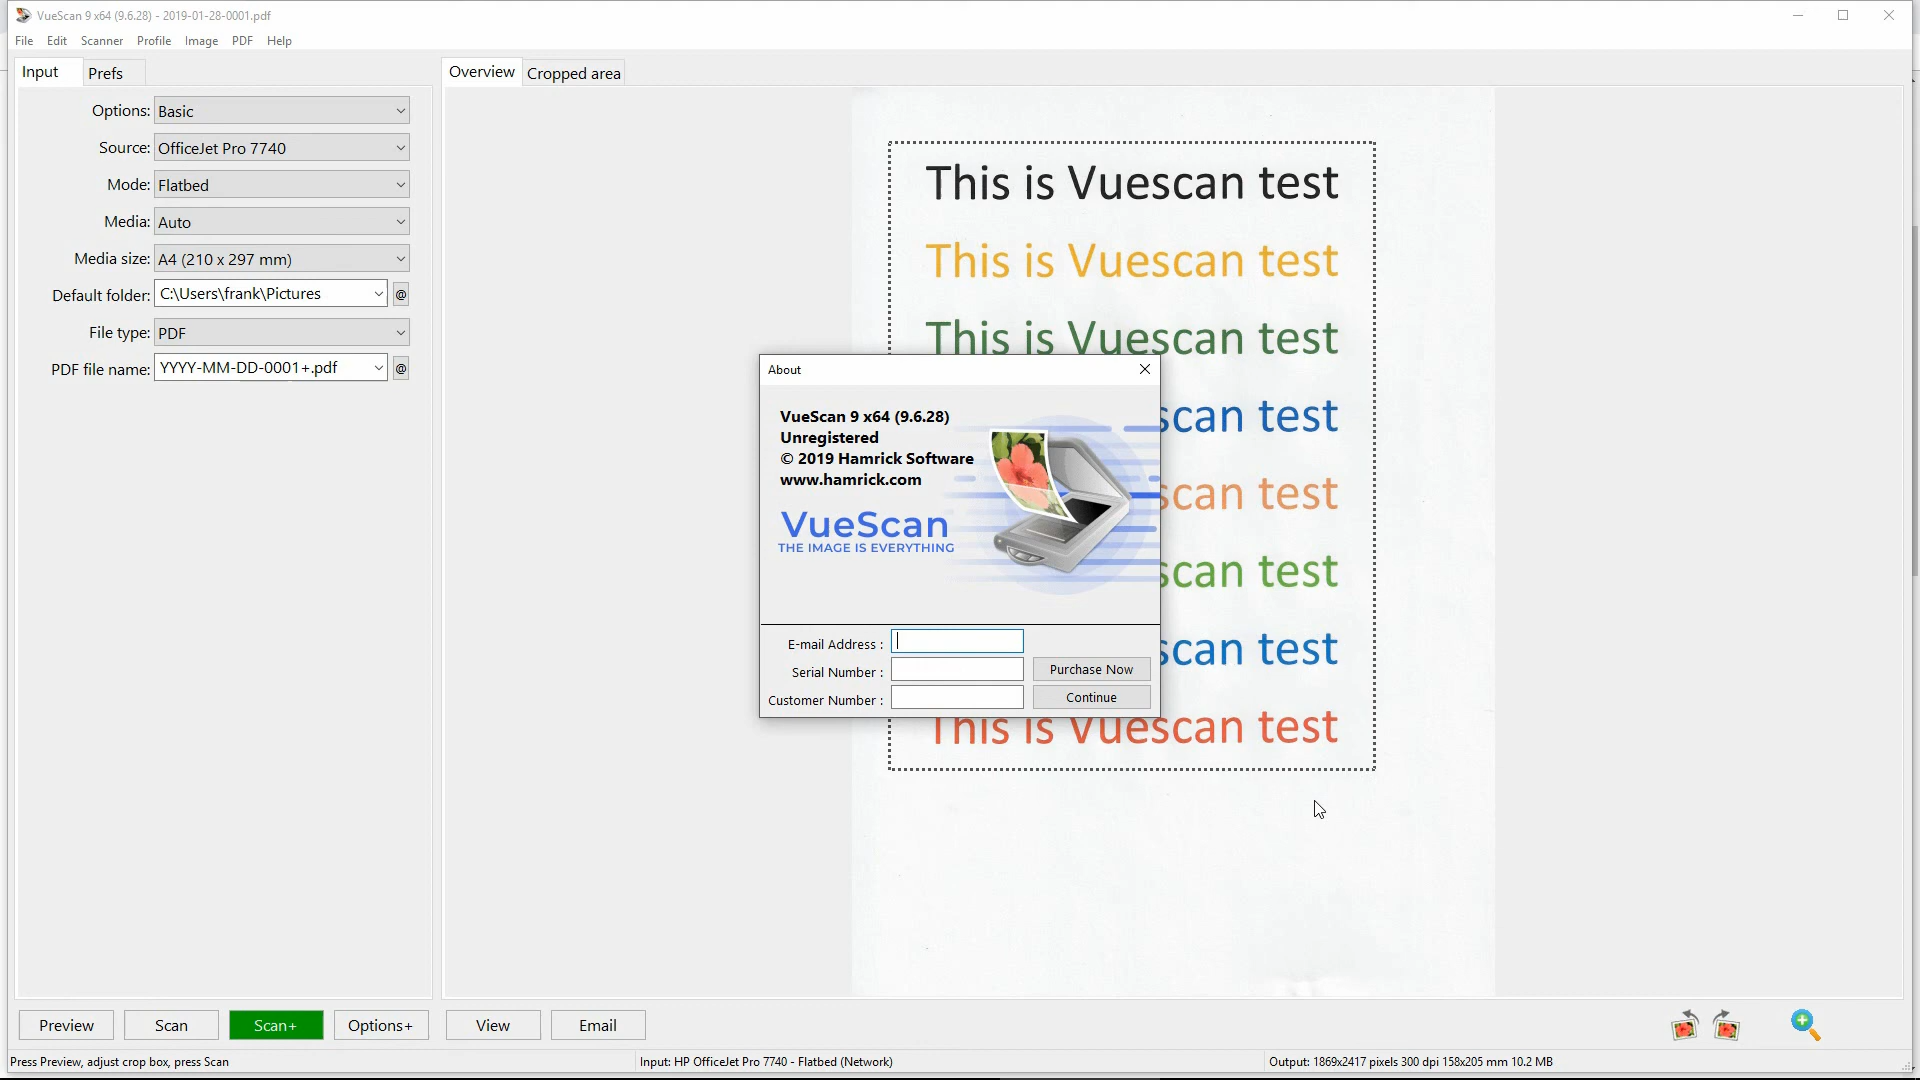 VueScan 9 x64 (9.6.28) - 2019-01-28-0001.pdf
File Edit Scanner Profile Image PDF Help
Input Prefs
Overview Cropped area
Options: Basic
Source: OfficeJet Pro 7740
Mode: Flatbed
Media: Auto
Media size: A4 (210 x 297 mm)
Default folder: C:\Users\frank\Pictures @
File type: PDF
PDF file name: YYYY-MM-DD-0001+.pdf @
This is Vuescan test
This is Vuescan test
This is Vuescan test
scan test
scan test
scan test
scan test
This is Vuescan test
About
VueScan 9 x64 (9.6.28)
Unregistered
© 2019 Hamrick Software
www.hamrick.com
VueScan
THE IMAGE IS EVERYTHING
E-mail Address :
Serial Number : Purchase Now
Customer Number : Continue
Preview Scan Scan+ Options+ View Email
Press Preview, adjust crop box, press Scan
Input: HP OfficeJet Pro 7740 - Flatbed (Network)
Output: 1869x2417 pixels 300 dpi 158x205 mm 10.2 MB